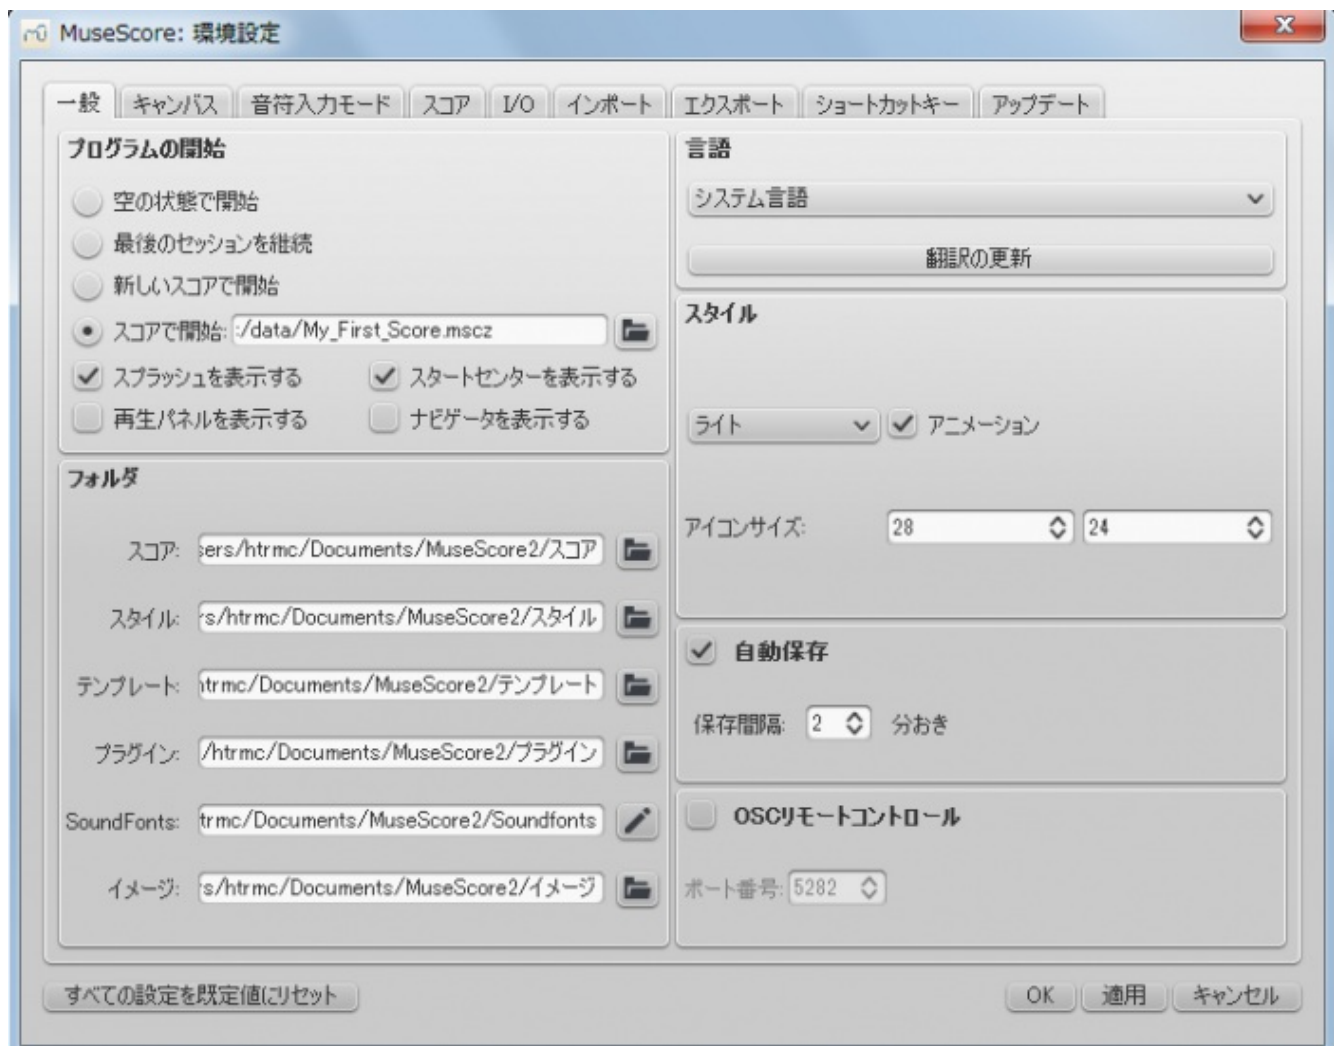 MuseScore: 環境設定
一般 キャンバス 音符入力モード スコア I/O インポート エクスポート ショートカットキー アップデート
プログラムの開始
空の状態で開始
最後のセッションを継続
新しいスコアで開始
スコアで開始: :/data/My_First_Score.mscz
スプラッシュを表示する スタートセンターを表示する
再生パネルを表示する ナビゲータを表示する
フォルダ
スコア: sers/htrmc/Documents/MuseScore2/スコア
スタイル: rs/htrmc/Documents/MuseScore2/スタイル
テンプレート: htrmc/Documents/MuseScore2/テンプレート
プラグイン: /htrmc/Documents/MuseScore2/プラグイン
SoundFonts: trmc/Documents/MuseScore2/Soundfonts
イメージ: rs/htrmc/Documents/MuseScore2/イメージ
言語
システム言語
翻訳の更新
スタイル
ライト アニメーション
アイコンサイズ: 28 24
自動保存
保存間隔: 2 分おき
OSCリモートコントロール
ポート番号: 5282
すべての設定を既定値にリセット
OK 適用 キャンセル